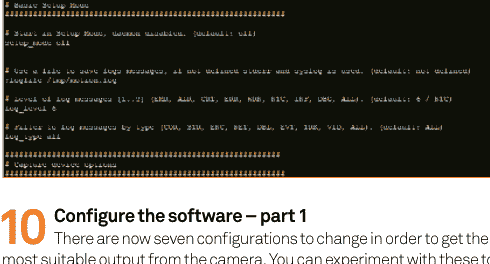 # Basic Setup Mode
############################################################
# Start in Setup Mode, daemon disabled. (default: off)
setup_mode off
# Use a file to save logs messages, if not defined stderr and syslog is used. (default: not defined)
;logfile /tmp/motion.log
# Level of log messages [1..9] (EMR, ALR, CRT, ERR, WRN, NTC, INF, DBG, ALL). (default: 6 / NTC)
log_level 6
# Filter to log messages by type (COR, STR, ENC, NET, DBL, EVT, TRK, VID, ALL). (default: ALL)
log_type all
###########################################################
# Capture device options
############################################################
10 Configure the software – part 1
There are now seven configurations to change in order to get the
most suitable output from the camera. You can experiment with these to